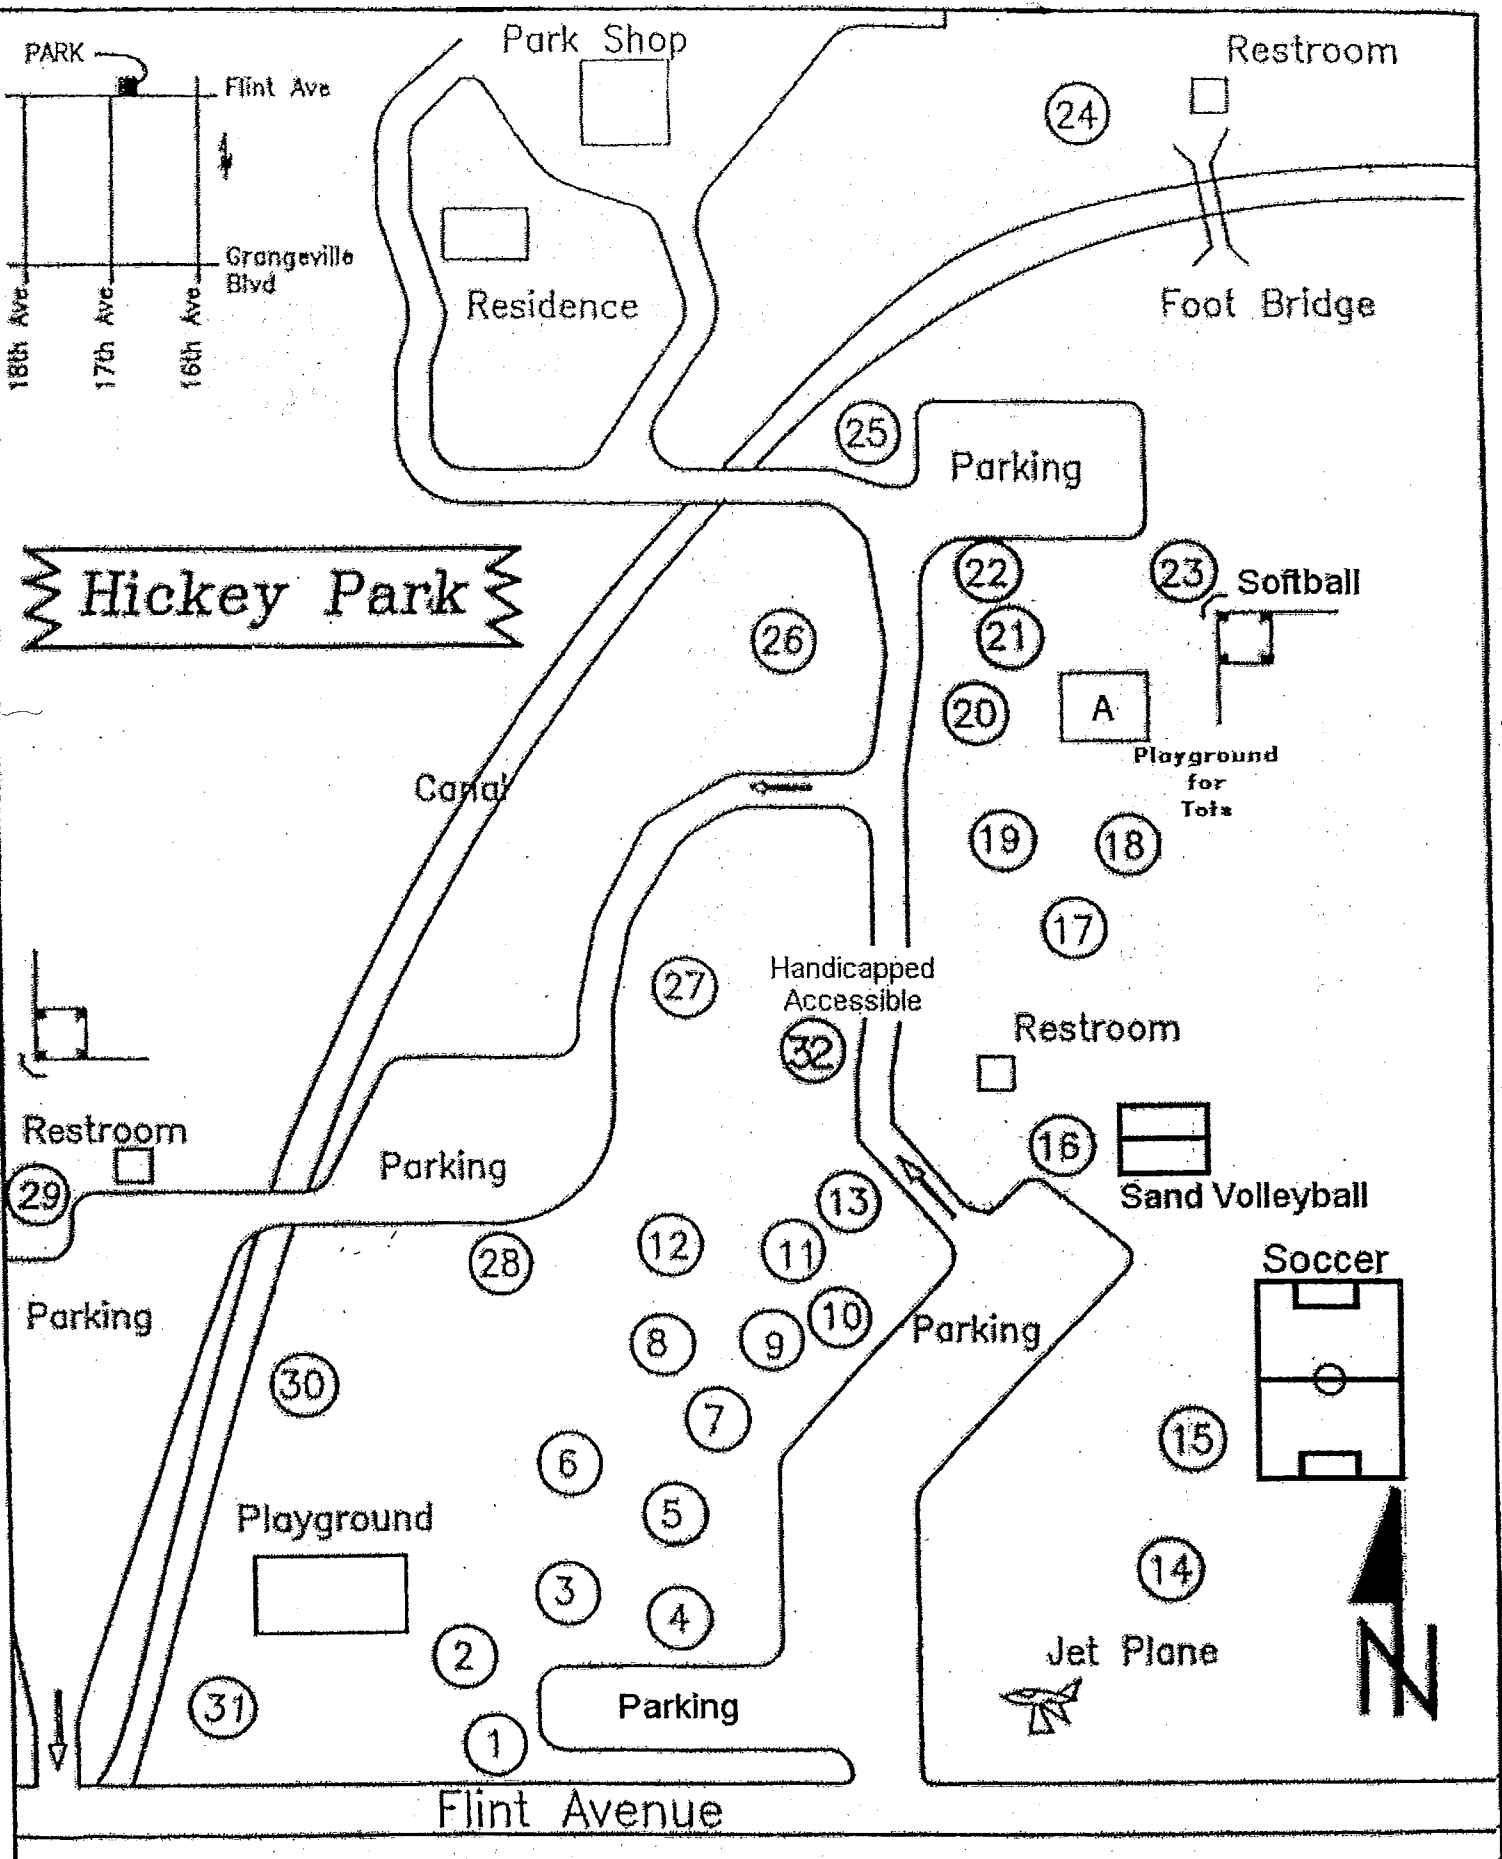 PARK
Flint Ave
Grangeville
Blvd
18th Ave
17th Ave
16th Ave
Park Shop
Residence
Restroom
24
Foot Bridge
25
Parking
Hickey Park
22
23
Softball
21
26
20
A
Playground
for
Tots
Canal
19
18
17
27
Handicapped
Accessible
32
Restroom
16
Sand Volleyball
Restroom
29
Parking
Parking
28
12
11
13
10
9
8
Parking
Soccer
30
7
15
6
5
Playground
3
4
14
2
Jet Plane
N
31
1
Parking
Flint Avenue